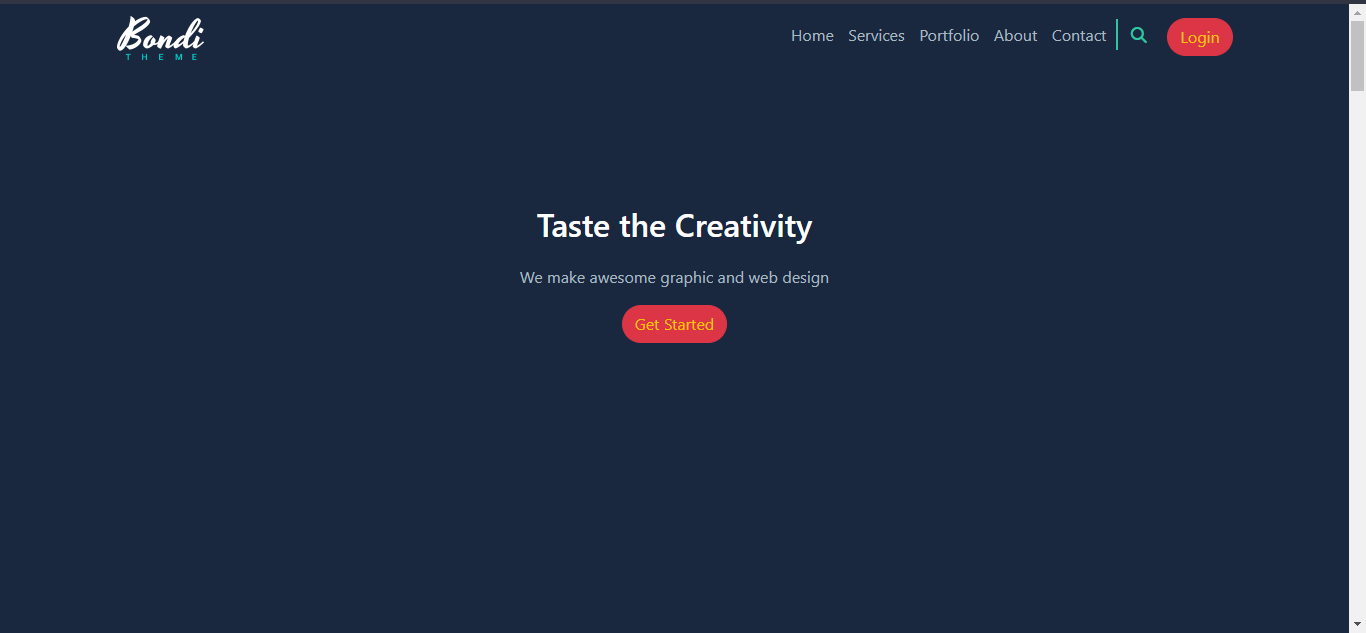 Bondi
THEME
Home Services Portfolio About Contact Login
Taste the Creativity
We make awesome graphic and web design
Get Started